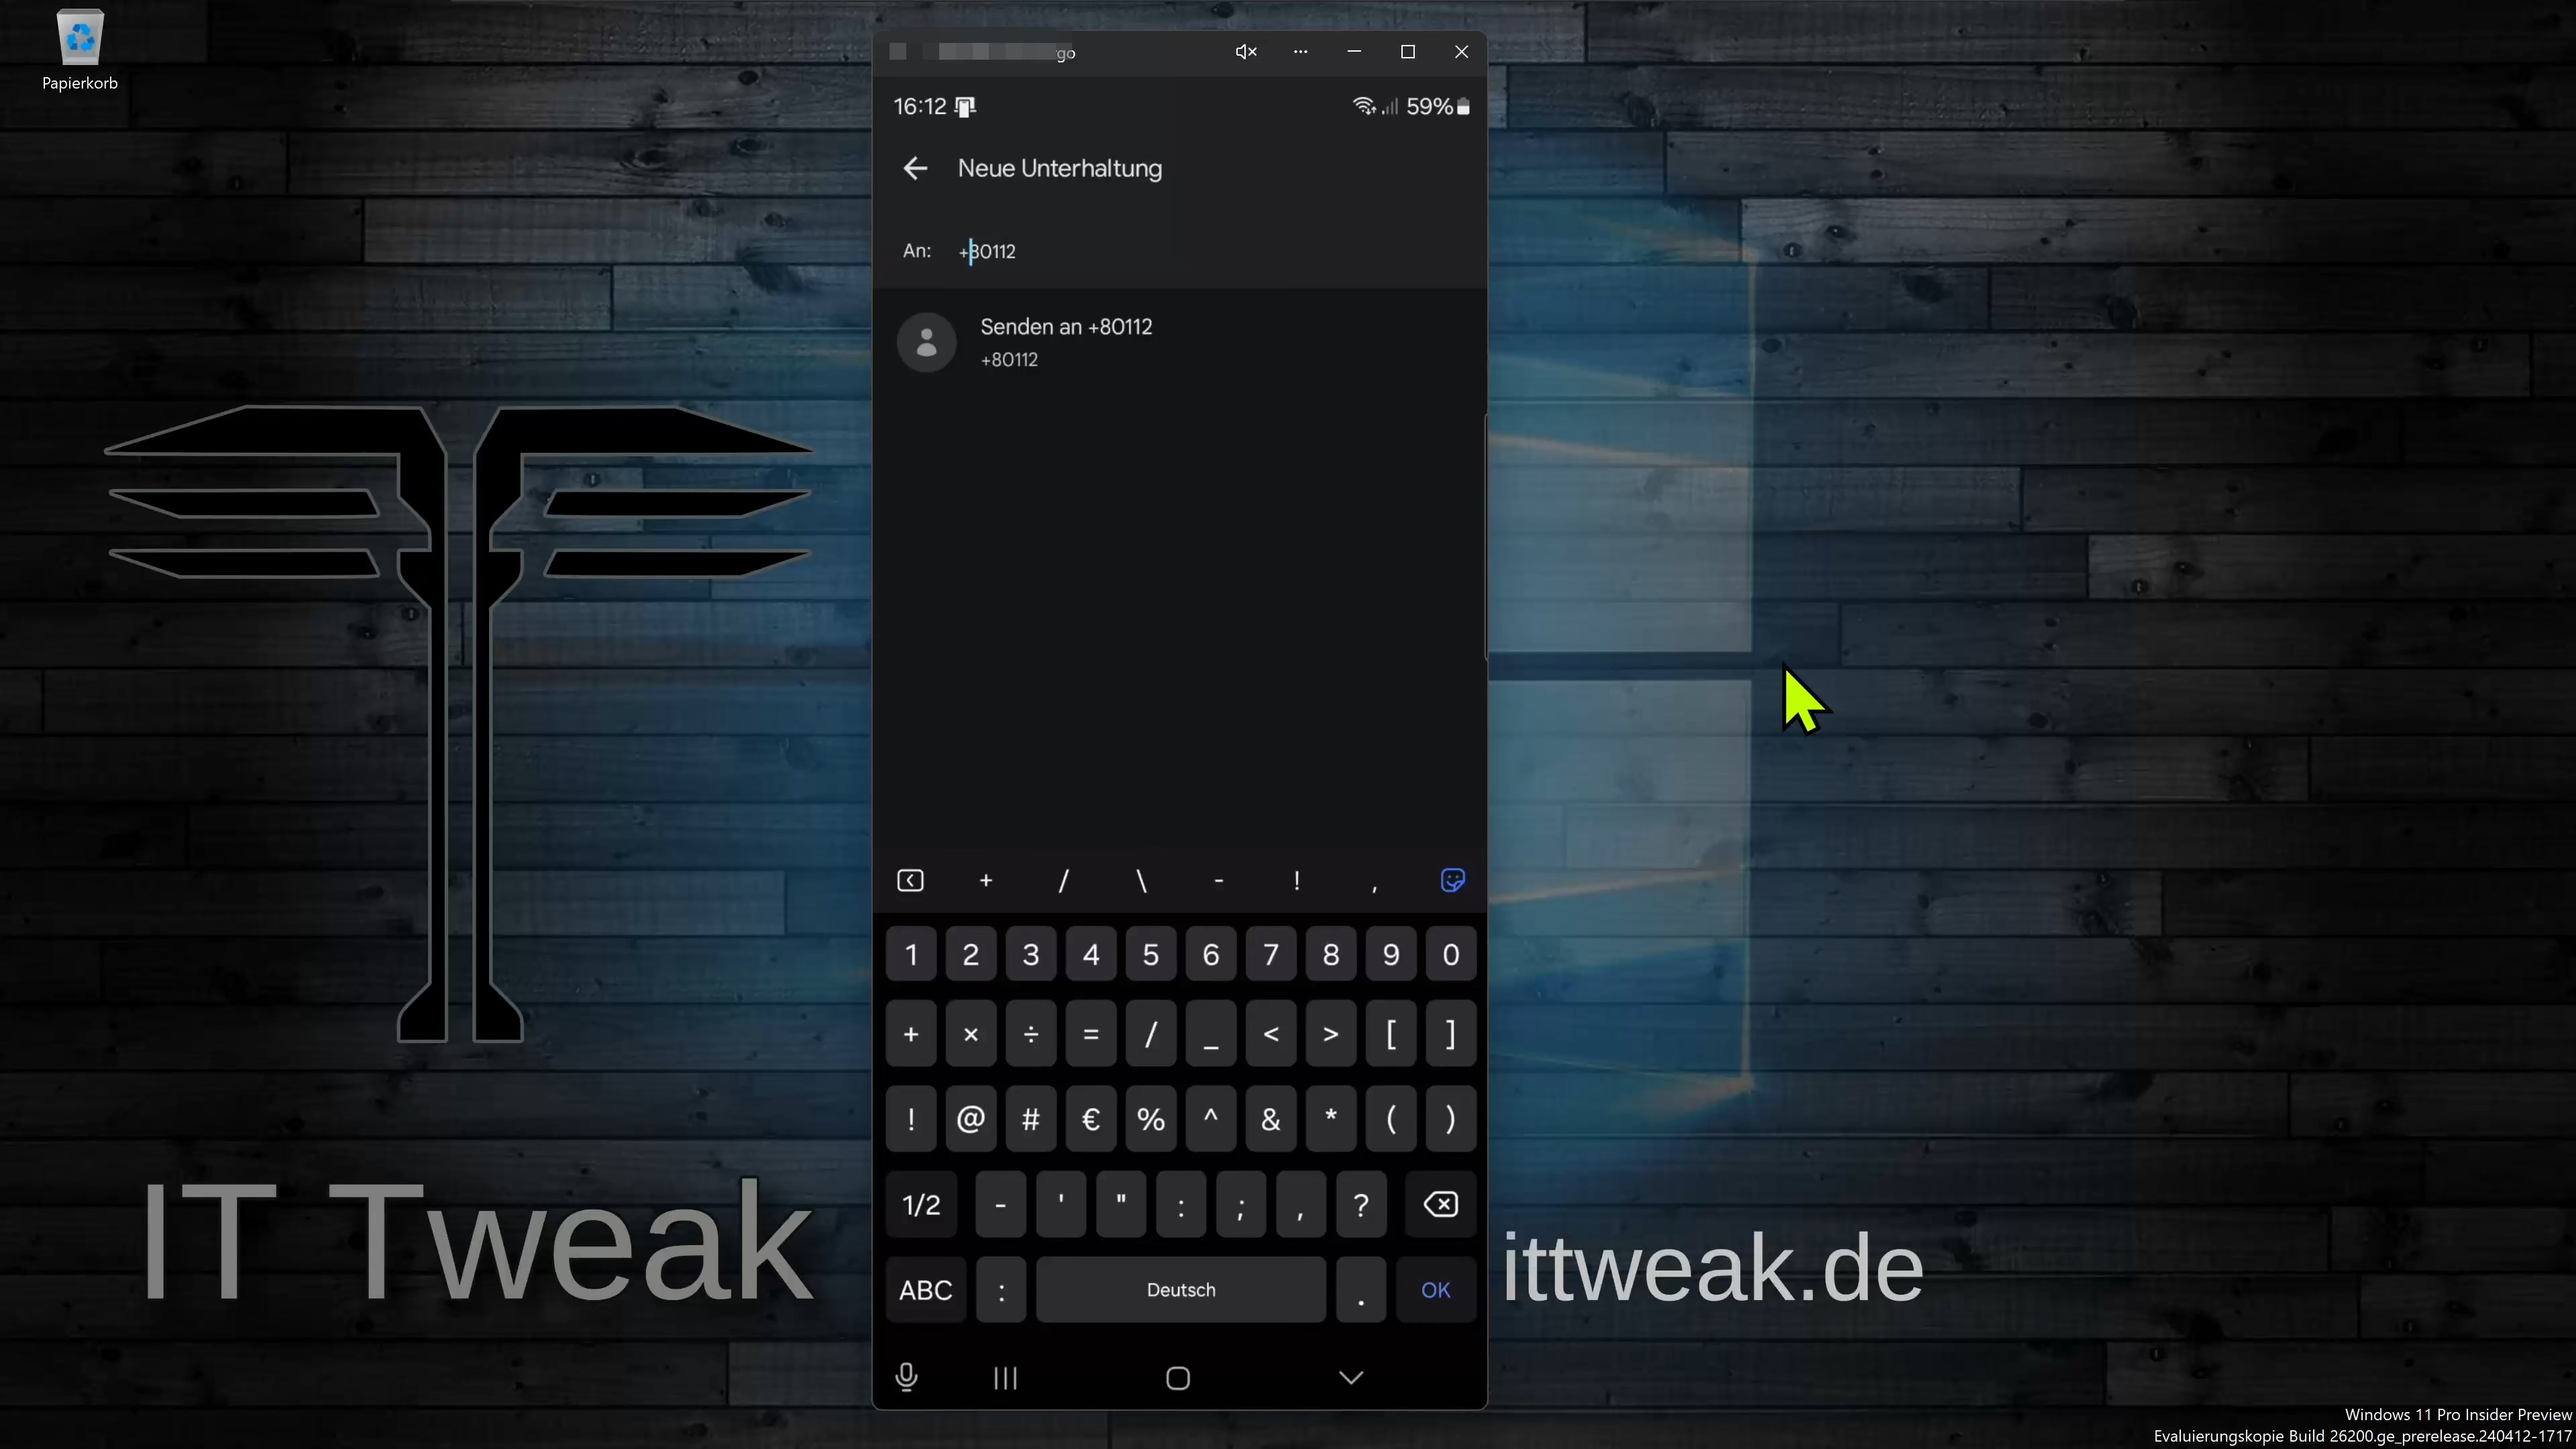 Papierkorb
go
16:12
59%
Neue Unterhaltung
An: +80112
Senden an +80112
+80112
+ / \ - ! ,
1 2 3 4 5 6 7 8 9 0
+ × ÷ = / _ < > [ ]
! @ # € % ^ & * ( )
1/2 - ' " : ; , ?
ABC : Deutsch . OK
IT Tweak
ittweak.de
Windows 11 Pro Insider Preview
Evaluierungskopie Build 26200.ge_prerelease.240412-1717